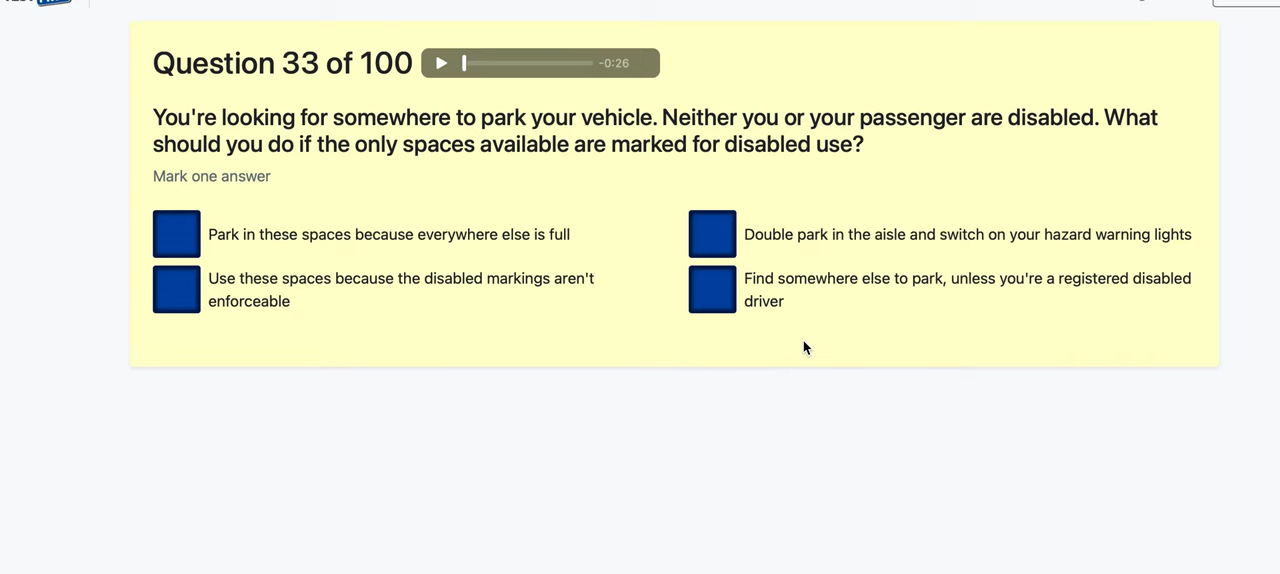 Question 33 of 100
-0:26
You're looking for somewhere to park your vehicle. Neither you or your passenger are disabled. What
should you do if the only spaces available are marked for disabled use?
Mark one answer
Park in these spaces because everywhere else is full
Double park in the aisle and switch on your hazard warning lights
Use these spaces because the disabled markings aren't
enforceable
Find somewhere else to park, unless you're a registered disabled
driver